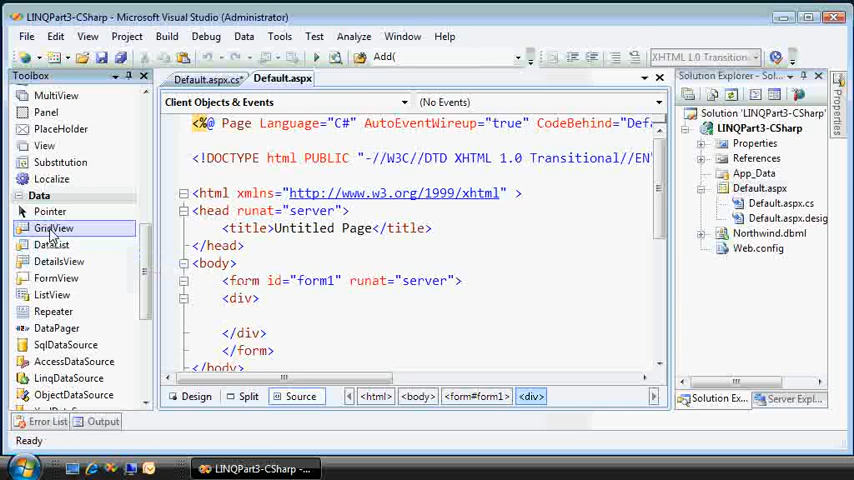 LINQPart3-CSharp - Microsoft Visual Studio (Administrator)
File Edit View Project Build Debug Data Tools Test Analyze Window Help
Add( XHTML 1.0 Transition
Toolbox
MultiView
Panel
PlaceHolder
View
Substitution
Localize
Data
Pointer
GridView
DataList
DetailsView
FormView
ListView
Repeater
DataPager
SqlDataSource
AccessDataSource
LinqDataSource
ObjectDataSource
Default.aspx.cs* Default.aspx
Client Objects & Events (No Events)
<%@ Page Language="C#" AutoEventWireup="true" CodeBehind="Defa
<!DOCTYPE html PUBLIC "-//W3C//DTD XHTML 1.0 Transitional//EN"
<html xmlns="http://www.w3.org/1999/xhtml" >
<head runat="server">
<title>Untitled Page</title>
</head>
<body>
<form id="form1" runat="server">
<div>
</div>
</form>
</body>
Design Split Source <html> <body> <form#form1> <div>
Solution Explorer - Sol...
Solution 'LINQPart3-CSharp'
LINQPart3-CSharp
Properties
References
App_Data
Default.aspx
Default.aspx.cs
Default.aspx.desig
Northwind.dbml
Web.config
Solution Ex... Server Expl...
Properties
Error List Output
Ready
LINQPart3-CSharp -...